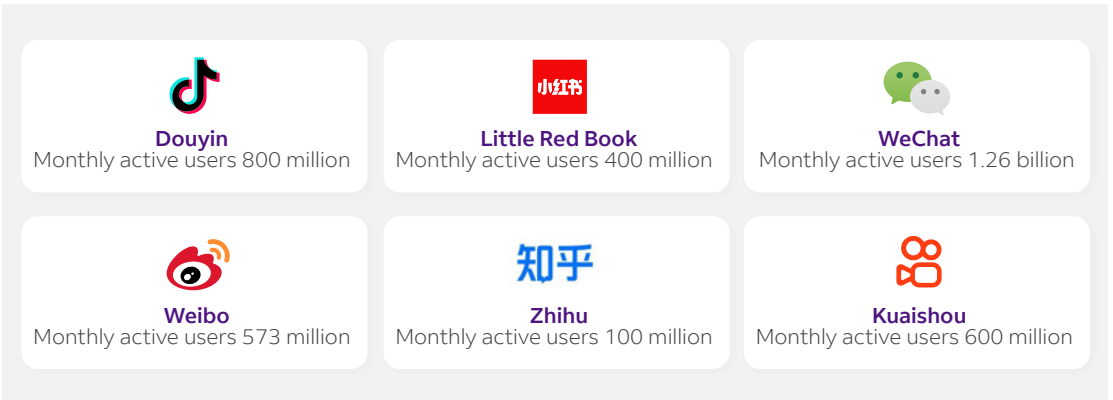 小红书
Douyin
Monthly active users 800 million
Little Red Book
Monthly active users 400 million
WeChat
Monthly active users 1.26 billion
知乎
Weibo
Monthly active users 573 million
Zhihu
Monthly active users 100 million
Kuaishou
Monthly active users 600 million